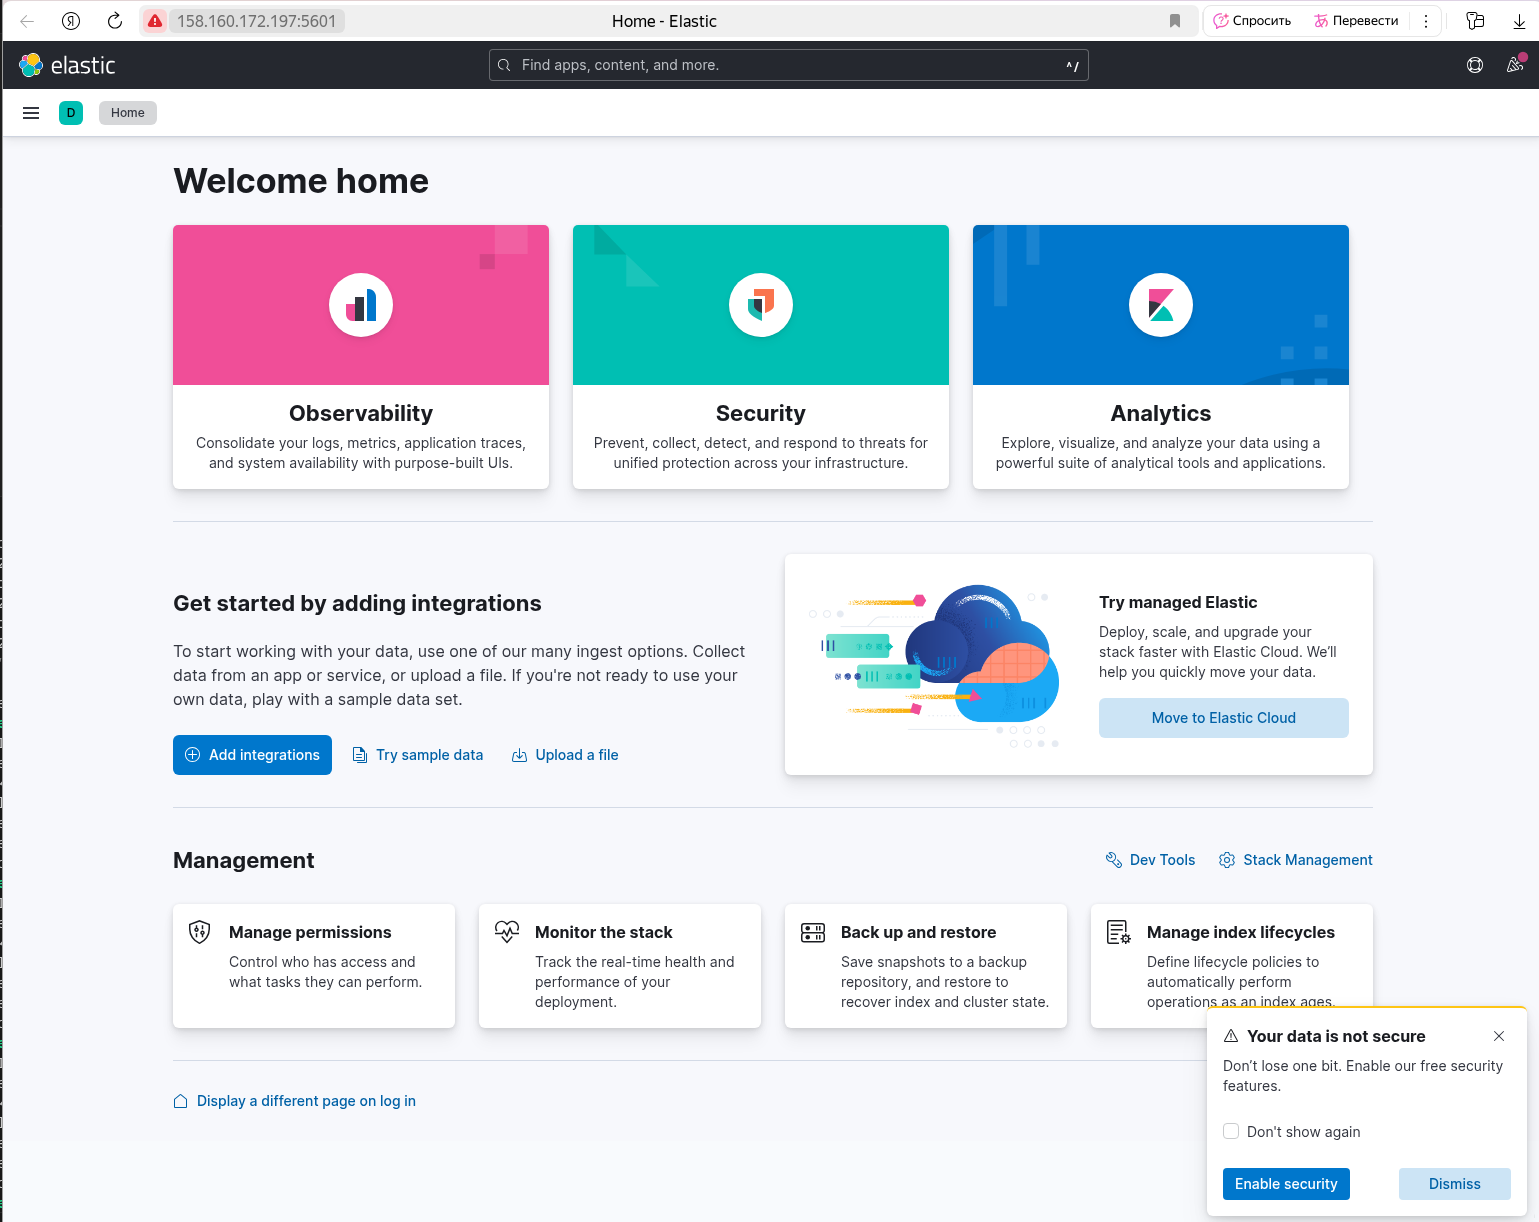 158.160.172.197:5601
Home - Elastic
Спросить
Перевести
elastic
Find apps, content, and more.
^/
D
Home
Welcome home
Observability
Consolidate your logs, metrics, application traces,
and system availability with purpose-built UIs.
Security
Prevent, collect, detect, and respond to threats for
unified protection across your infrastructure.
Analytics
Explore, visualize, and analyze your data using a
powerful suite of analytical tools and applications.
Get started by adding integrations
To start working with your data, use one of our many ingest options. Collect
data from an app or service, or upload a file. If you're not ready to use your
own data, play with a sample data set.
Add integrations
Try sample data
Upload a file
Try managed Elastic
Deploy, scale, and upgrade your
stack faster with Elastic Cloud. We’ll
help you quickly move your data.
Move to Elastic Cloud
Management
Dev Tools
Stack Management
Manage permissions
Control who has access and
what tasks they can perform.
Monitor the stack
Track the real-time health and
performance of your
deployment.
Back up and restore
Save snapshots to a backup
repository, and restore to
recover index and cluster state.
Manage index lifecycles
Define lifecycle policies to
automatically perform
operations as an index ages.
Display a different page on log in
Your data is not secure
Don’t lose one bit. Enable our free security
features.
Don't show again
Enable security
Dismiss